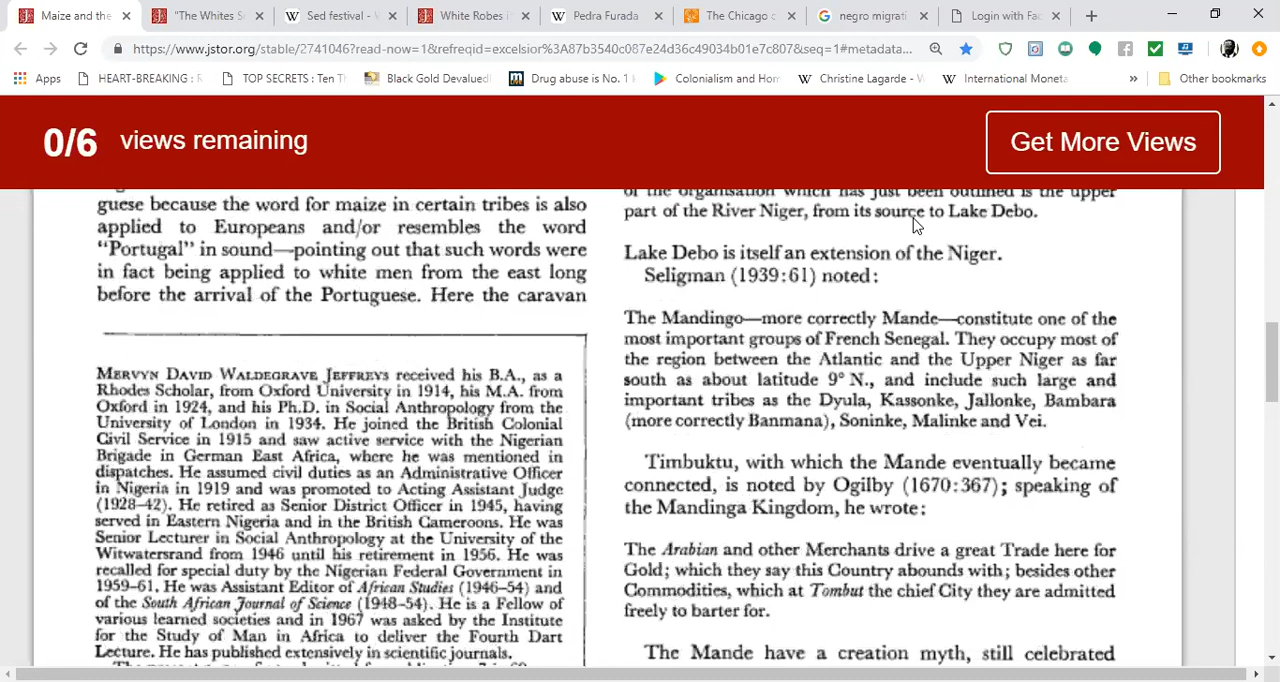 Maize and the
"The Whites S
Sed festival - W
White Robes i
Pedra Furada
The Chicago c
negro migrati
Login with Fac
https://www.jstor.org/stable/2741046?read-now=1&refreqid=excelsior%3A87b3540c087e24d36c49034b01e7c807&seq=1#metadata...
Apps
HEART-BREAKING : R
TOP SECRETS : Ten Th
Black Gold Devalued
Drug abuse is No. 1
Colonialism and Hom
Christine Lagarde - W
International Moneta
»
Other bookmarks
0/6 views remaining
Get More Views
guese because the word for maize in certain tribes is also
applied to Europeans and/or resembles the word
"Portugal" in sound—pointing out that such words were
in fact being applied to white men from the east long
before the arrival of the Portuguese. Here the caravan
MERVYN DAVID WALDEGRAVE JEFFREYS received his B.A., as a
Rhodes Scholar, from Oxford University in 1914, his M.A. from
Oxford in 1924, and his Ph.D. in Social Anthropology from the
University of London in 1934. He joined the British Colonial
Civil Service in 1915 and saw active service with the Nigerian
Brigade in German East Africa, where he was mentioned in
dispatches. He assumed civil duties as an Administrative Officer
in Nigeria in 1919 and was promoted to Acting Assistant Judge
(1928–42). He retired as Senior District Officer in 1945, having
served in Eastern Nigeria and in the British Cameroons. He was
Senior Lecturer in Social Anthropology at the University of the
Witwatersrand from 1946 until his retirement in 1956. He was
recalled for special duty by the Nigerian Federal Government in
1959–61. He was Assistant Editor of African Studies (1946–54) and
of the South African Journal of Science (1948–54). He is a Fellow of
various learned societies and in 1967 was asked by the Institute
for the Study of Man in Africa to deliver the Fourth Dart
Lecture. He has published extensively in scientific journals.
of the organisation which has just been outlined is the upper
part of the River Niger, from its source to Lake Debo.
Lake Debo is itself an extension of the Niger.
Seligman (1939:61) noted:
The Mandingo—more correctly Mande—constitute one of the
most important groups of French Senegal. They occupy most of
the region between the Atlantic and the Upper Niger as far
south as about latitude 9° N., and include such large and
important tribes as the Dyula, Kassonke, Jallonke, Bambara
(more correctly Banmana), Soninke, Malinke and Vei.
Timbuktu, with which the Mande eventually became
connected, is noted by Ogilby (1670:367); speaking of
the Mandinga Kingdom, he wrote:
The Arabian and other Merchants drive a great Trade here for
Gold; which they say this Country abounds with; besides other
Commodities, which at Tombut the chief City they are admitted
freely to barter for.
The Mande have a creation myth, still celebrated